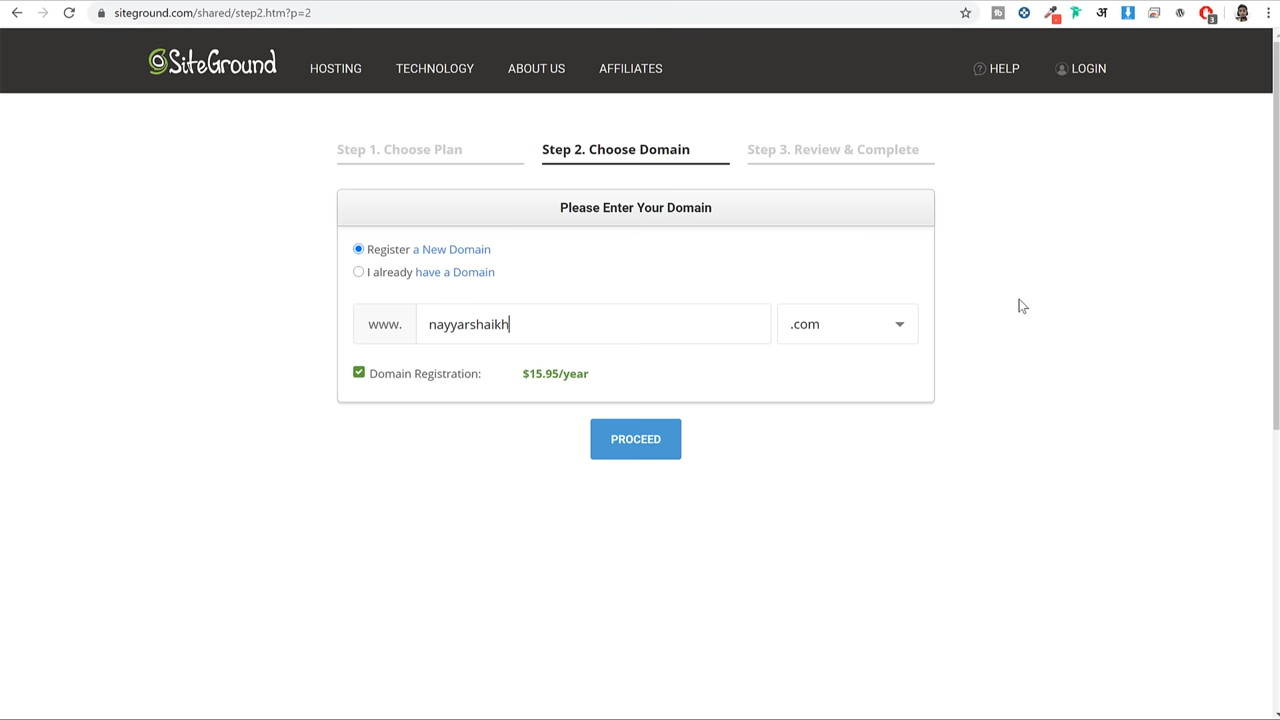 siteground.com/shared/step2.htm?p=2
अ
3
SiteGround
HOSTING
TECHNOLOGY
ABOUT US
AFFILIATES
HELP
LOGIN
Step 1. Choose Plan
Step 2. Choose Domain
Step 3. Review & Complete
Please Enter Your Domain
Register a New Domain
I already have a Domain
www.
nayyarshaikh
.com
Domain Registration:
$15.95/year
PROCEED